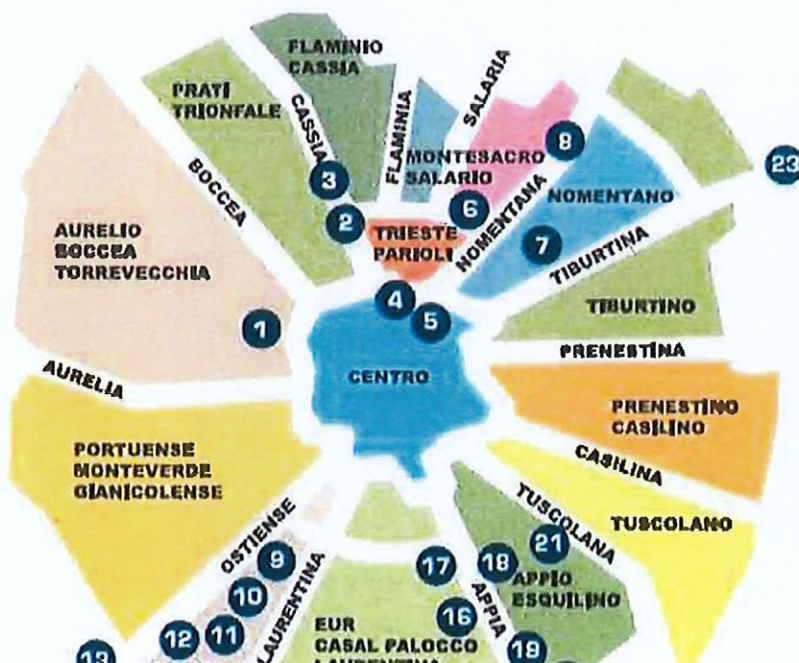 FLAMINIO
CASSIA
PRATI
TRIONFALE
CASSIA
FLAMINIA
SALARIA
BOCCEA
3
MONTESACRO
SALARIO
8
23
2
6
NOMENTANA
NOMENTANO
TRIESTE
PARIOLI
7
TIBURTINA
AURELIO
BOCCEA
TORREVECCHIA
1
4
5
TIBURTINO
PRENESTINA
CENTRO
AURELIA
PRENESTINO
CASILINO
PORTUENSE
MONTEVERDE
GIANICOLENSE
CASILINA
OSTIENSE
TUSCOLANA
TUSCOLANO
9
10
11
12
13
LAURENTINA
17
18
21
APPIO
ESQUILINO
16
APPIA
19
EUR
CASAL PALOCCO
LAURENTINA